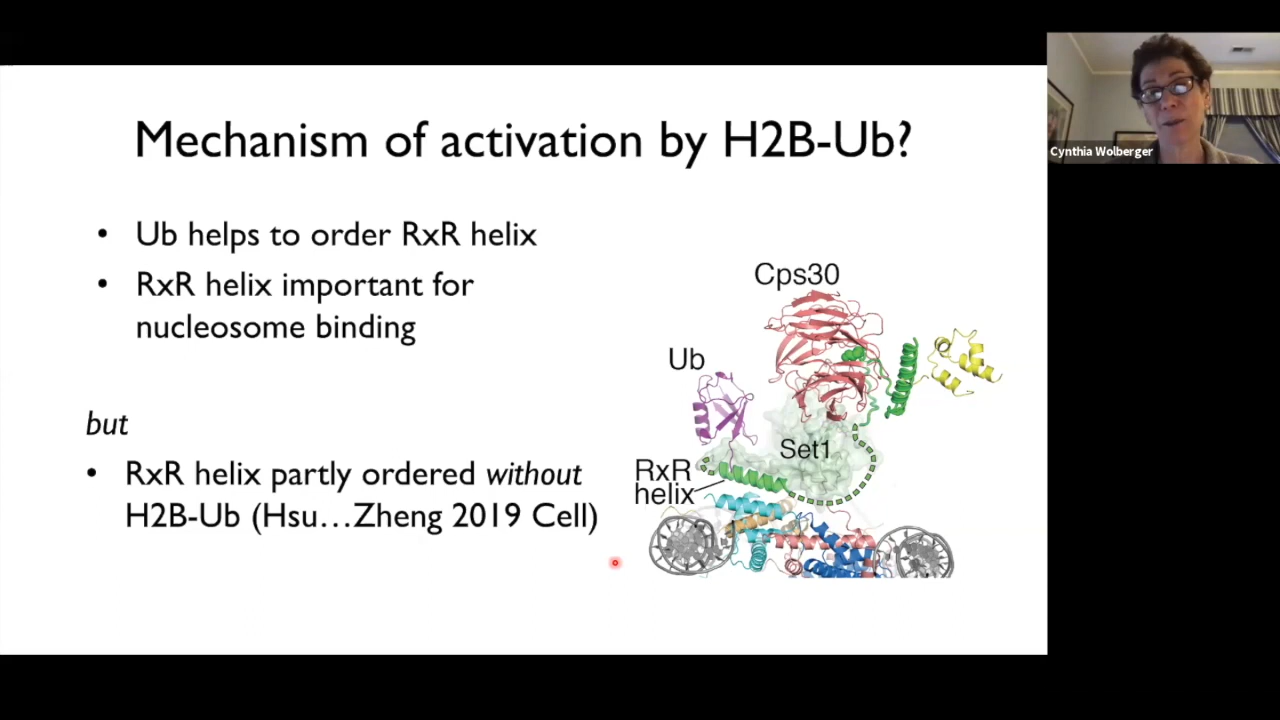 Mechanism of activation by H2B-Ub?
Cynthia Wolberger
• Ub helps to order RxR helix
• RxR helix important for
nucleosome binding
but
• RxR helix partly ordered without
H2B-Ub (Hsu…Zheng 2019 Cell)
Cps30
Ub
Set1
RxR
helix